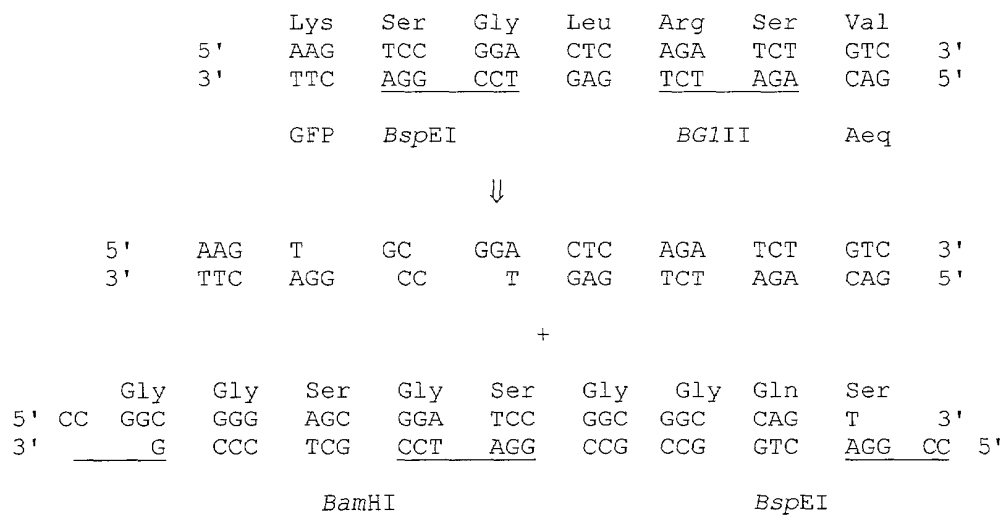 Lys Ser Gly Leu Arg Ser Val
5' AAG TCC GGA CTC AGA TCT GTC 3'
3' TTC AGG CCT GAG TCT AGA CAG 5'
GFP BspEI BGlII Aeq
⇓
5' AAG T GC GGA CTC AGA TCT GTC 3'
3' TTC AGG CC T GAG TCT AGA CAG 5'
+
Gly Gly Ser Gly Ser Gly Gly Gln Ser
5' CC GGC GGG AGC GGA TCC GGC GGC CAG T 3'
3' G CCC TCG CCT AGG CCG CCG GTC AGG CC 5'
BamHI BspEI